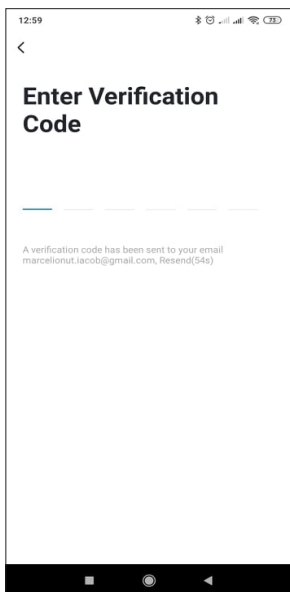 12:59
73
Enter Verification
Code
A verification code has been sent to your email
marcelionut.iacob@gmail.com, Resend(54s)